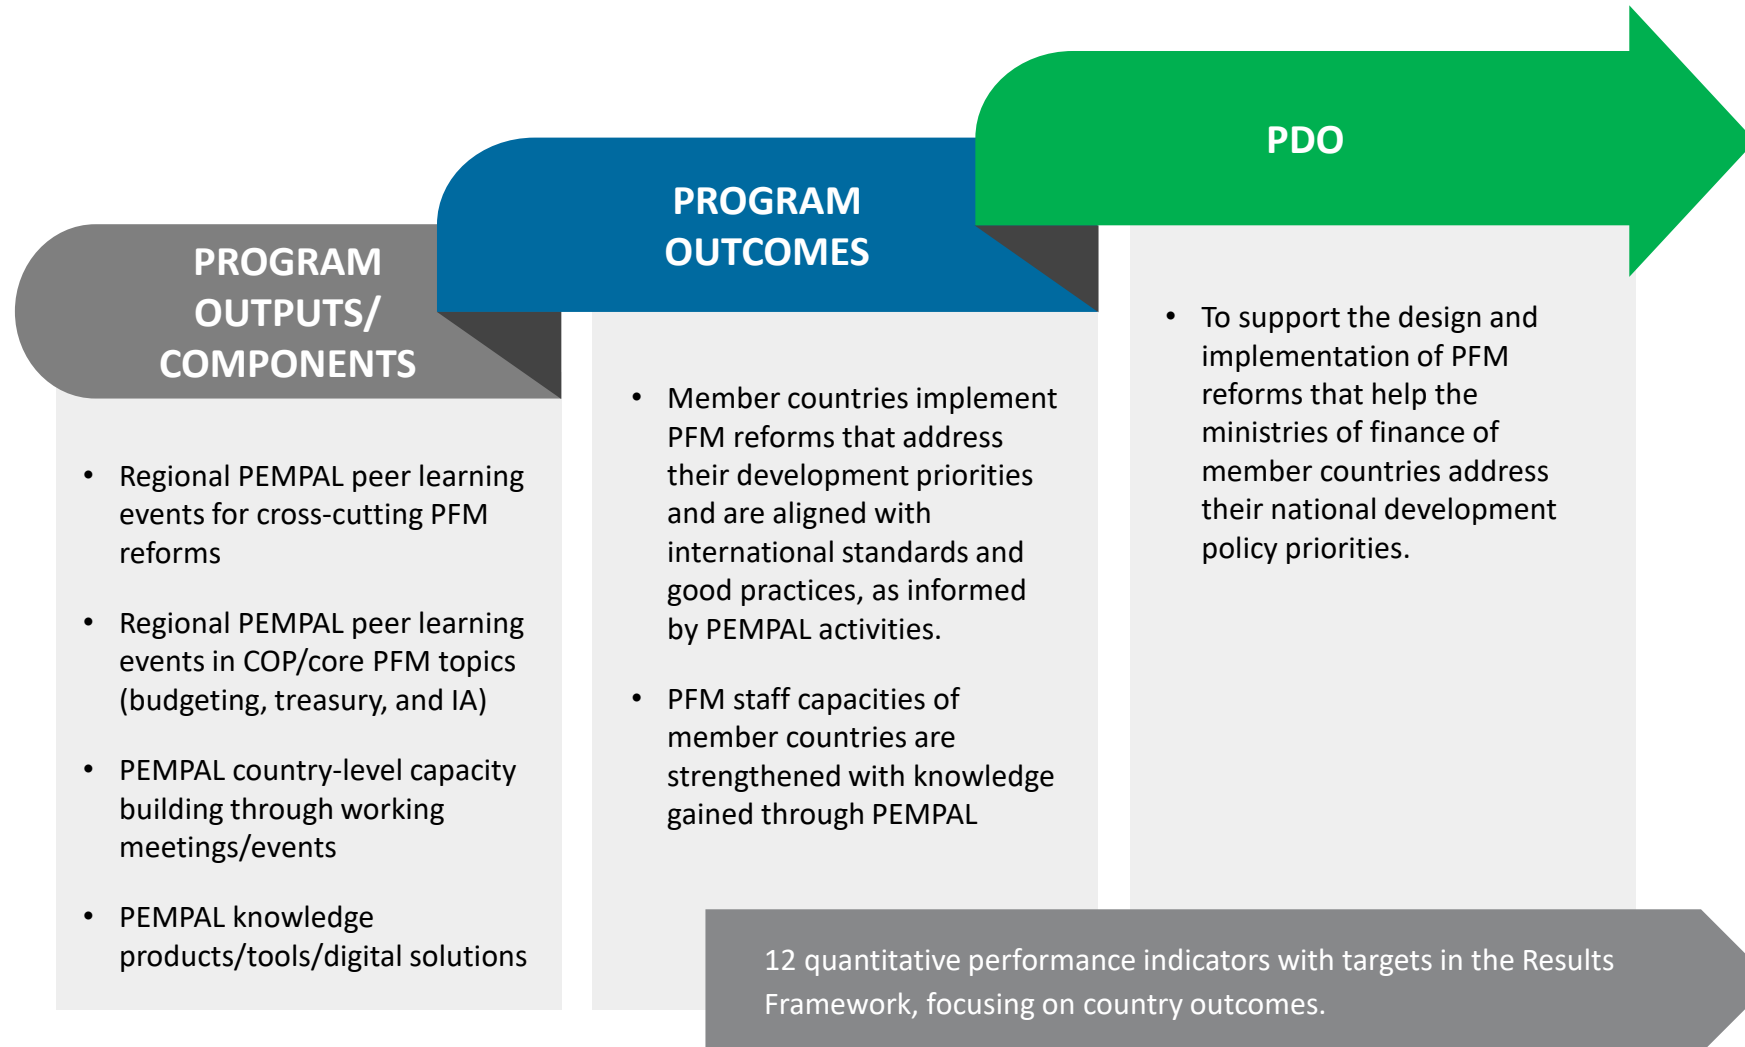 PROGRAM
OUTPUTS/
COMPONENTS
• Regional PEMPAL peer learning
events for cross-cutting PFM
reforms
• Regional PEMPAL peer learning
events in COP/core PFM topics
(budgeting, treasury, and IA)
• PEMPAL country-level capacity
building through working
meetings/events
• PEMPAL knowledge
products/tools/digital solutions
PROGRAM
OUTCOMES
• Member countries implement
PFM reforms that address
their development priorities
and are aligned with
international standards and
good practices, as informed
by PEMPAL activities.
• PFM staff capacities of
member countries are
strengthened with knowledge
gained through PEMPAL
PDO
• To support the design and
implementation of PFM
reforms that help the
ministries of finance of
member countries address
their national development
policy priorities.
12 quantitative performance indicators with targets in the Results
Framework, focusing on country outcomes.